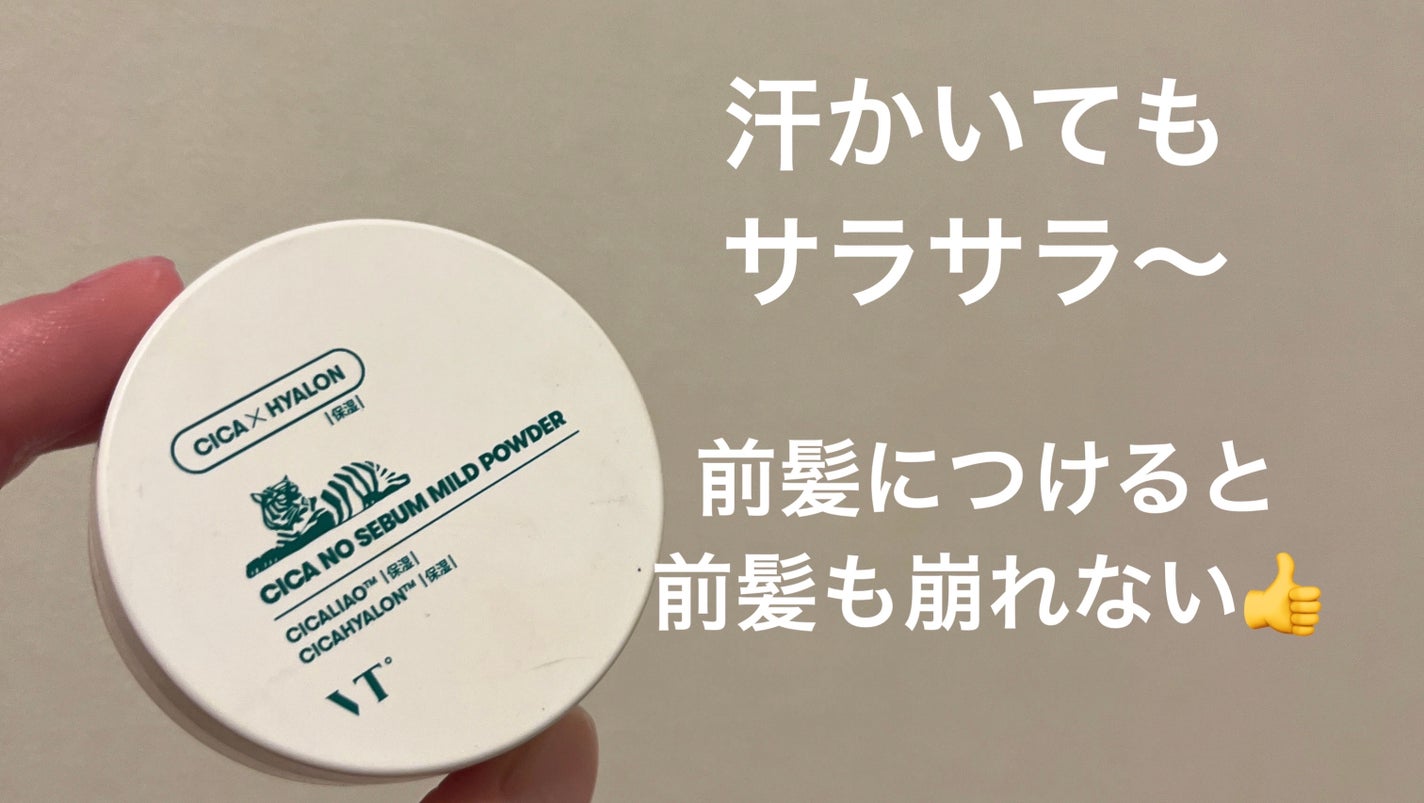 汗かいても
サラサラ〜
前髪につけると
前髪も崩れない👍
CICA×HYALON
|保湿|
CICA NO SEBUM MILD POWDER
CICALIAO™ |保湿|
CICAHYALON™ |保湿|
VT°